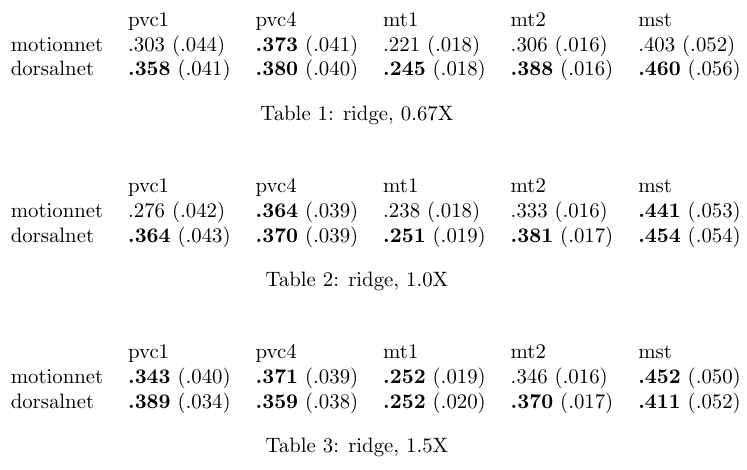 pvc1 pvc4 mt1 mt2 mst
motionnet .303 (.044) .373 (.041) .221 (.018) .306 (.016) .403 (.052)
dorsalnet .358 (.041) .380 (.040) .245 (.018) .388 (.016) .460 (.056)
Table 1: ridge, 0.67X
pvc1 pvc4 mt1 mt2 mst
motionnet .276 (.042) .364 (.039) .238 (.018) .333 (.016) .441 (.053)
dorsalnet .364 (.043) .370 (.039) .251 (.019) .381 (.017) .454 (.054)
Table 2: ridge, 1.0X
pvc1 pvc4 mt1 mt2 mst
motionnet .343 (.040) .371 (.039) .252 (.019) .346 (.016) .452 (.050)
dorsalnet .389 (.034) .359 (.038) .252 (.020) .370 (.017) .411 (.052)
Table 3: ridge, 1.5X